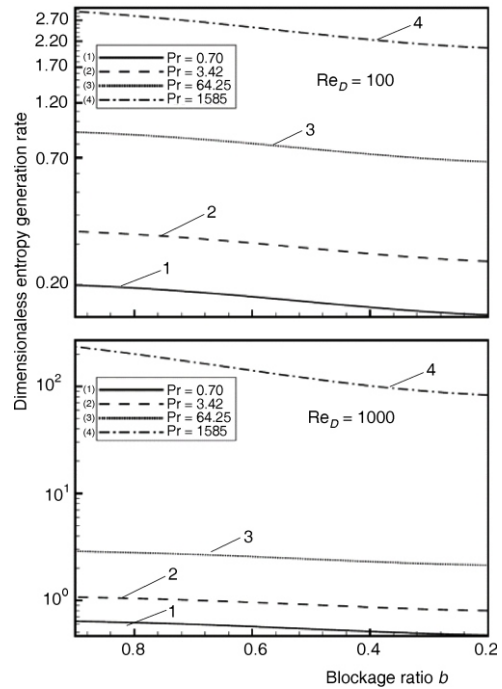 Dimensionaless entropy generation rate
2.70
2.20
1.70
1.20
0.70
0.20
(1) Pr = 0.70
(2) Pr = 3.42
(3) Pr = 64.25
(4) Pr = 1585
Re_D = 100
4
3
2
1
10²
10¹
10⁰
(1) Pr = 0.70
(2) Pr = 3.42
(3) Pr = 64.25
(4) Pr = 1585
Re_D = 1000
4
3
2
1
0.8
0.6
0.4
0.2
Blockage ratio b